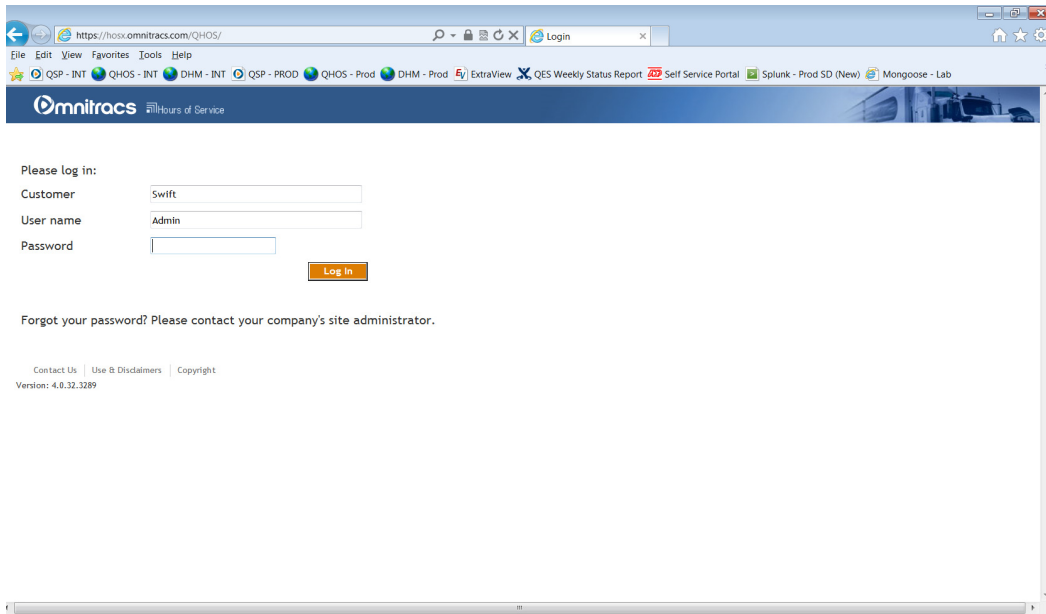 https://hosx.omnitracs.com/QHOS/
Login
File Edit View Favorites Tools Help
QSP - INT QHOS - INT DHM - INT QSP - PROD QHOS - Prod DHM - Prod Ev ExtraView QES Weekly Status Report ADP Self Service Portal Splunk - Prod SD (New) Mongoose - Lab
Omnitracs Hours of Service
Please log in:
Customer Swift
User name Admin
Password
Log In
Forgot your password? Please contact your company's site administrator.
Contact Us | Use & Disclaimers | Copyright
Version: 4.0.32.3289